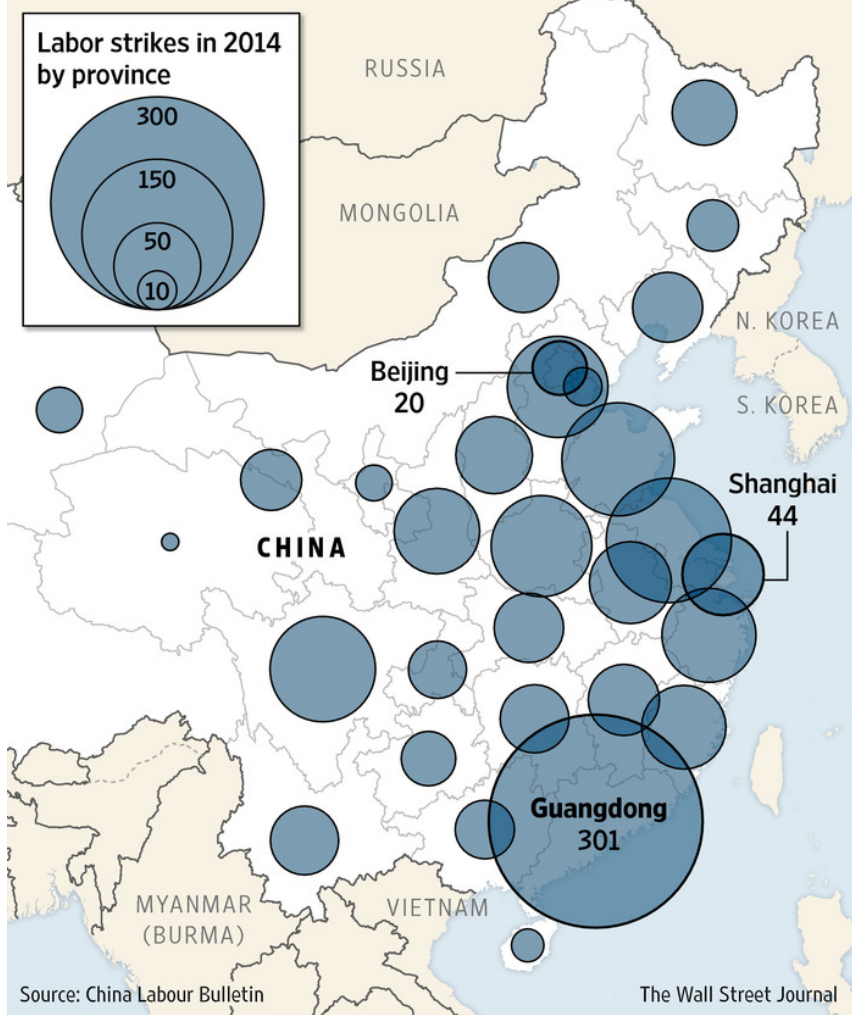 Labor strikes in 2014
by province
300
150
50
10
RUSSIA
MONGOLIA
N. KOREA
S. KOREA
Beijing
20
Shanghai
44
CHINA
Guangdong
301
MYANMAR
(BURMA)
VIETNAM
Source: China Labour Bulletin
The Wall Street Journal